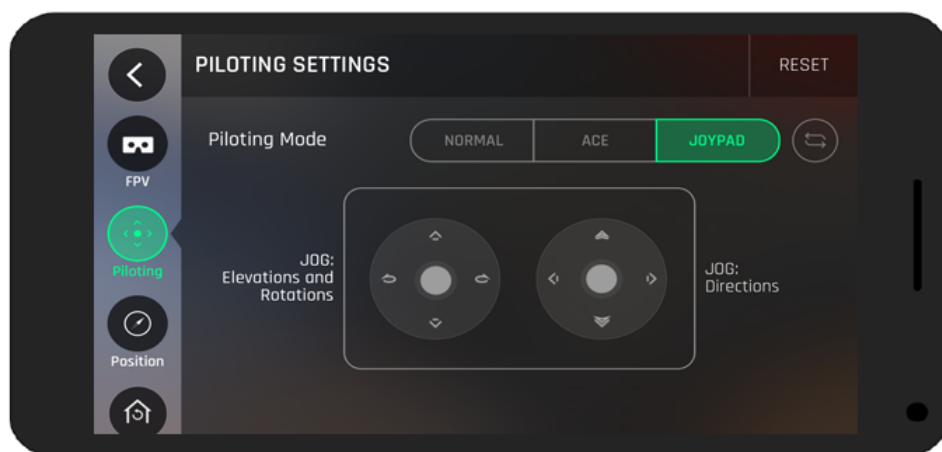 PILOTING SETTINGS
RESET
Piloting Mode
NORMAL
ACE
JOYPAD
FPV
Piloting
Position
JOG:
Elevations and
Rotations
JOG:
Directions